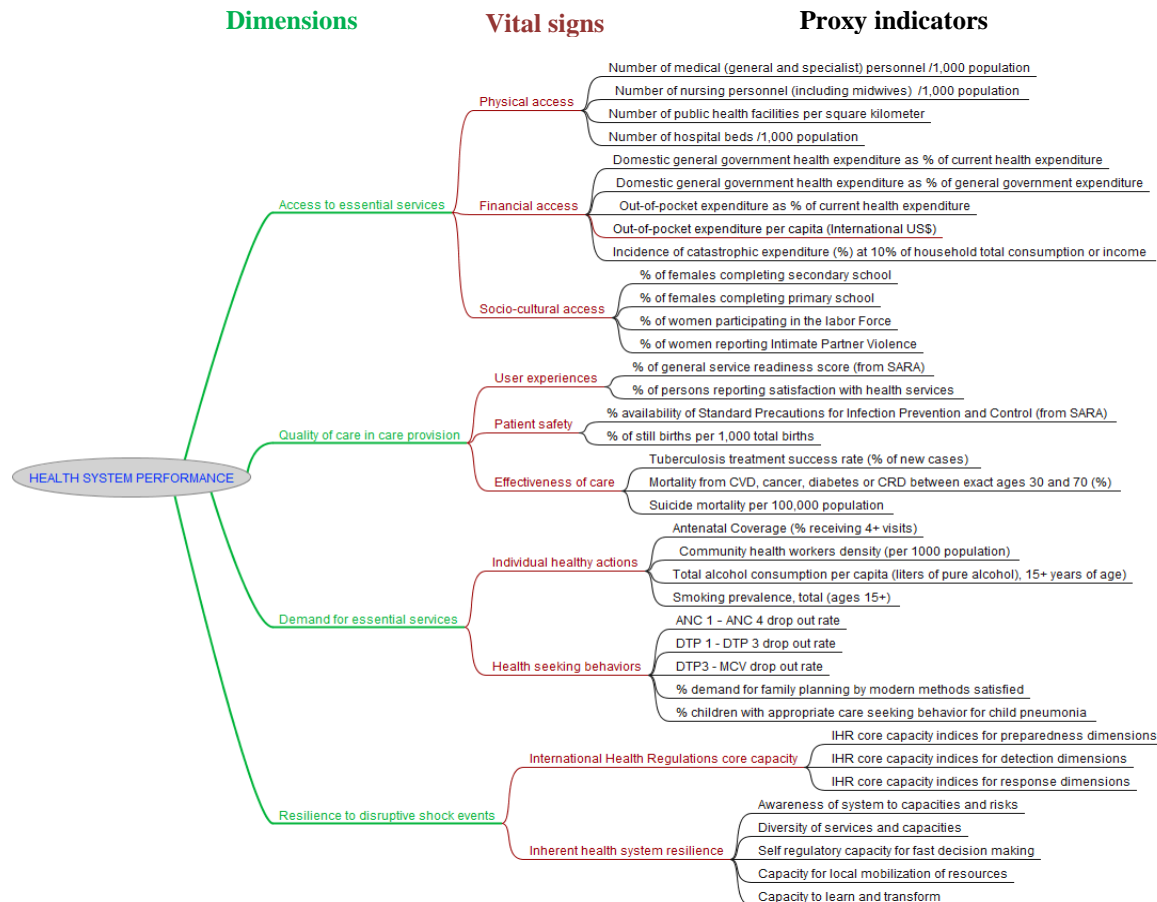 Dimensions
Vital signs
Proxy indicators
HEALTH SYSTEM PERFORMANCE
Access to essential services
Physical access
Number of medical (general and specialist) personnel /1,000 population
Number of nursing personnel (including midwives) /1,000 population
Number of public health facilities per square kilometer
Number of hospital beds /1,000 population
Financial access
Domestic general government health expenditure as % of current health expenditure
Domestic general government health expenditure as % of general government expenditure
Out-of-pocket expenditure as % of current health expenditure
Out-of-pocket expenditure per capita (International US$)
Incidence of catastrophic expenditure (%) at 10% of household total consumption or income
Socio-cultural access
% of females completing secondary school
% of females completing primary school
% of women participating in the labor Force
% of women reporting Intimate Partner Violence
Quality of care in care provision
User experiences
% of general service readiness score (from SARA)
% of persons reporting satisfaction with health services
Patient safety
% availability of Standard Precautions for Infection Prevention and Control (from SARA)
% of still births per 1,000 total births
Effectiveness of care
Tuberculosis treatment success rate (% of new cases)
Mortality from CVD, cancer, diabetes or CRD between exact ages 30 and 70 (%)
Suicide mortality per 100,000 population
Demand for essential services
Individual healthy actions
Antenatal Coverage (% receiving 4+ visits)
Community health workers density (per 1000 population)
Total alcohol consumption per capita (liters of pure alcohol), 15+ years of age)
Smoking prevalence, total (ages 15+)
Health seeking behaviors
ANC 1 - ANC 4 drop out rate
DTP 1 - DTP 3 drop out rate
DTP3 - MCV drop out rate
% demand for family planning by modern methods satisfied
% children with appropriate care seeking behavior for child pneumonia
Resilience to disruptive shock events
International Health Regulations core capacity
IHR core capacity indices for preparedness dimensions
IHR core capacity indices for detection dimensions
IHR core capacity indices for response dimensions
Inherent health system resilience
Awareness of system to capacities and risks
Diversity of services and capacities
Self regulatory capacity for fast decision making
Capacity for local mobilization of resources
Capacity to learn and transform